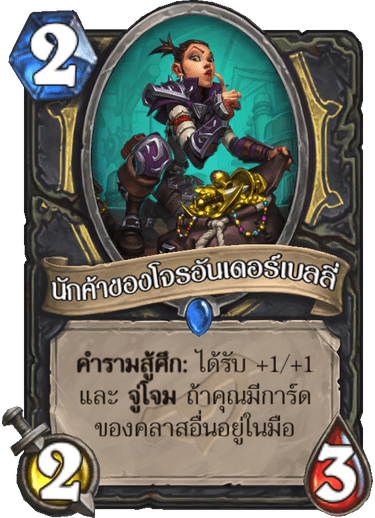 2
นักค้าของโจรอันเดอร์เบลลี
คำรามสู้ศึก: ได้รับ +1/+1
และ จู่โจม ถ้าคุณมีการ์ด
ของคลาสอื่นอยู่ในมือ
2
3